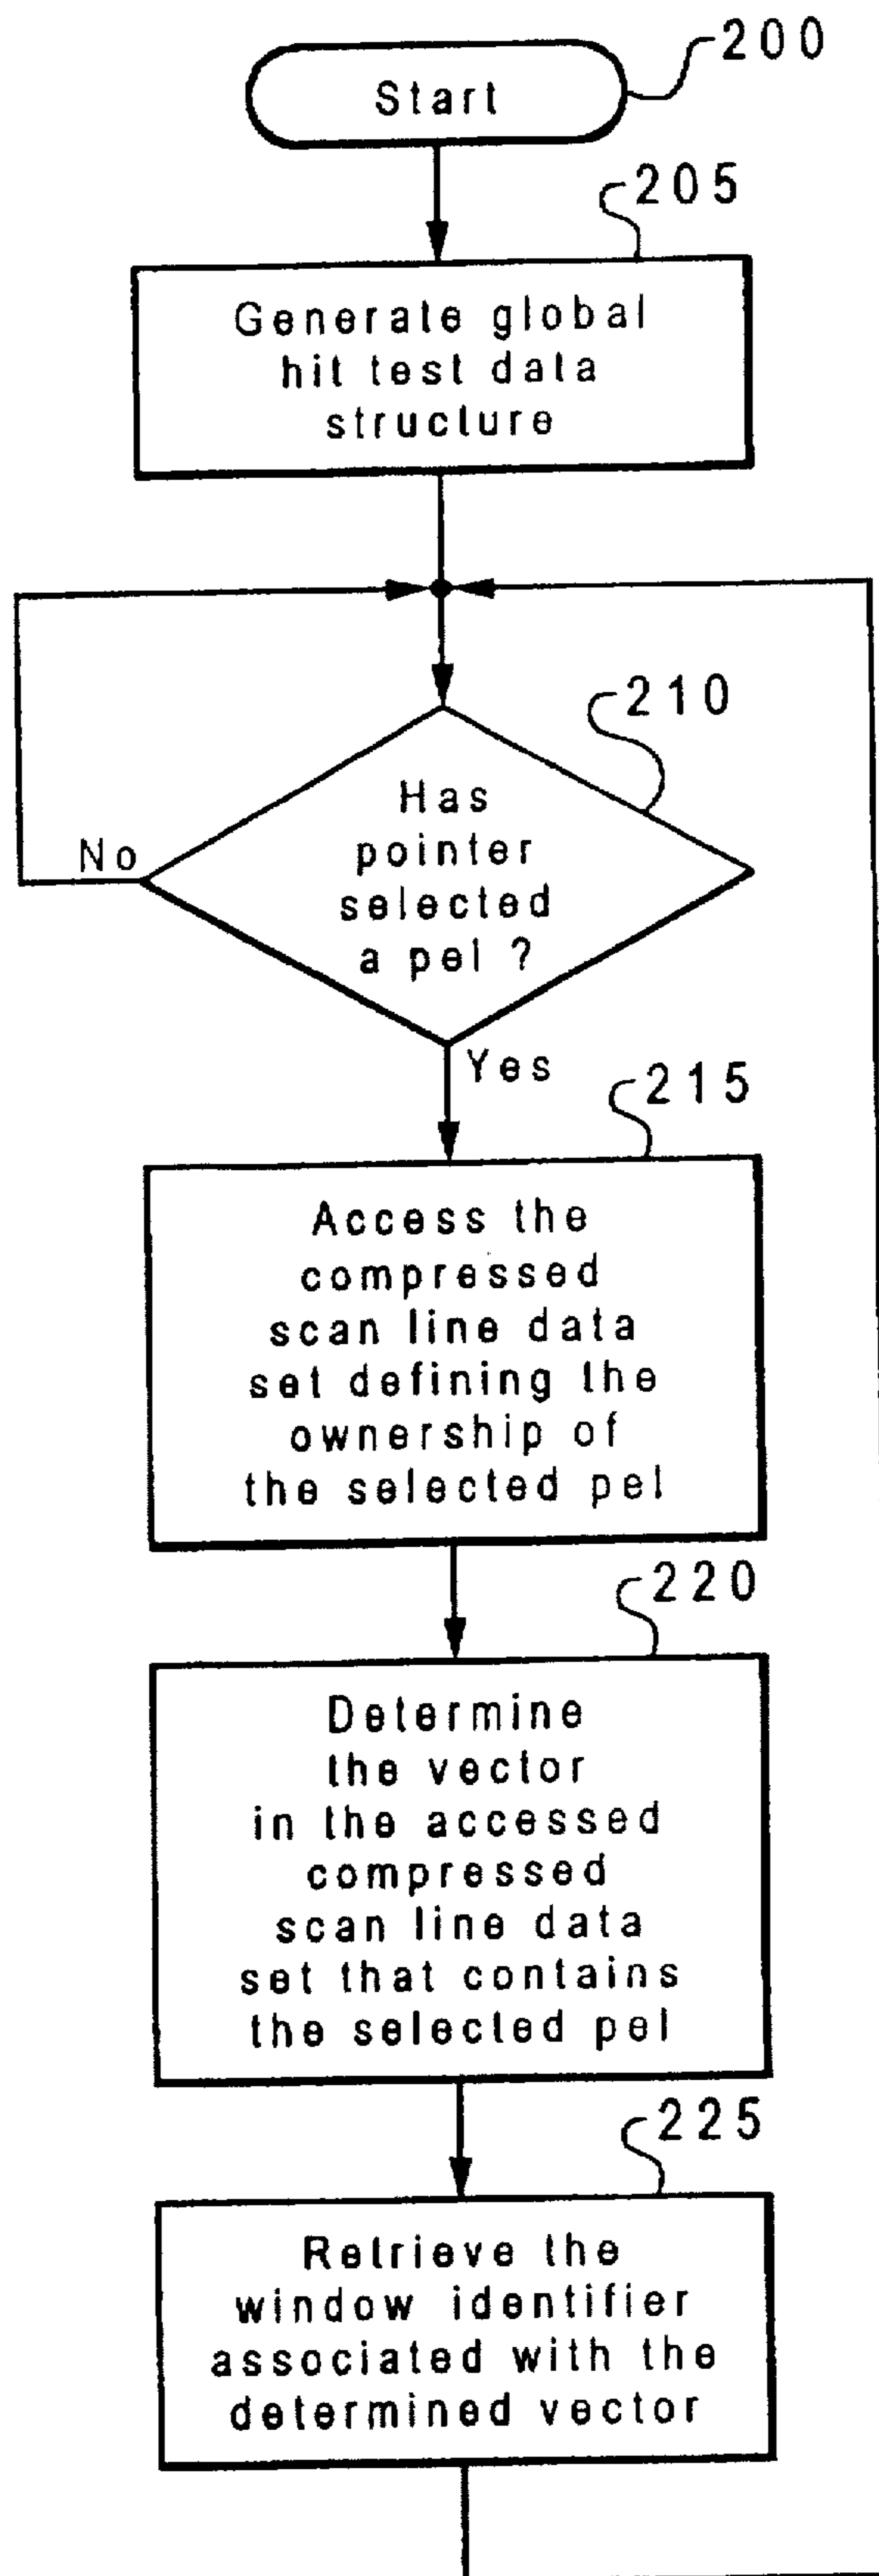 200
Start
205
Generate global
hit test data
structure
210
Has
pointer
selected
a pel ?
No
Yes
215
Access the
compressed
scan line data
set defining the
ownership of
the selected pel
220
Determine
the vector
in the accessed
compressed
scan line data
set that contains
the selected pel
225
Retrieve the
window identifier
associated with the
determined vector